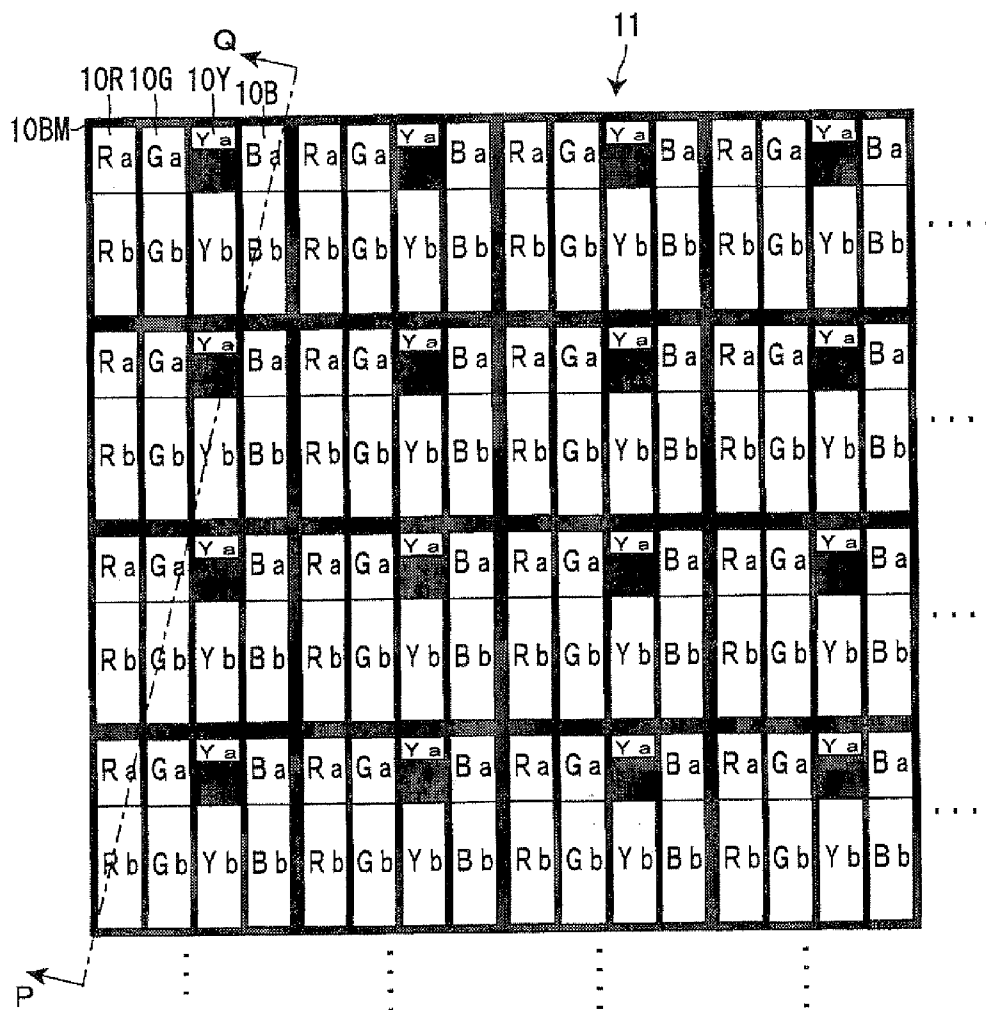 Q
11
10R 10G 10Y 10B
10BM
Ra Ga Ya Ba Ra Ga Ya Ba Ra Ga Ya Ba Ra Ga Ya Ba
Rb Gb Yb Bb Rb Gb Yb Bb Rb Gb Yb Bb Rb Gb Yb Bb ....
Ra Ga Ya Ba Ra Ga Ya Ba Ra Ga Ya Ba Ra Ga Ya Ba
Rb Gb Yb Bb Rb Gb Yb Bb Rb Gb Yb Bb Rb Gb Yb Bb ....
Ra Ga Ya Ba Ra Ga Ya Ba Ra Ga Ya Ba Ra Ga Ya Ba
Rb Gb Yb Bb Rb Gb Yb Bb Rb Gb Yb Bb Rb Gb Yb Bb ....
Ra Ga Ya Ba Ra Ga Ya Ba Ra Ga Ya Ba Ra Ga Ya Ba
Rb Gb Yb Bb Rb Gb Yb Bb Rb Gb Yb Bb Rb Gb Yb Bb ....
P